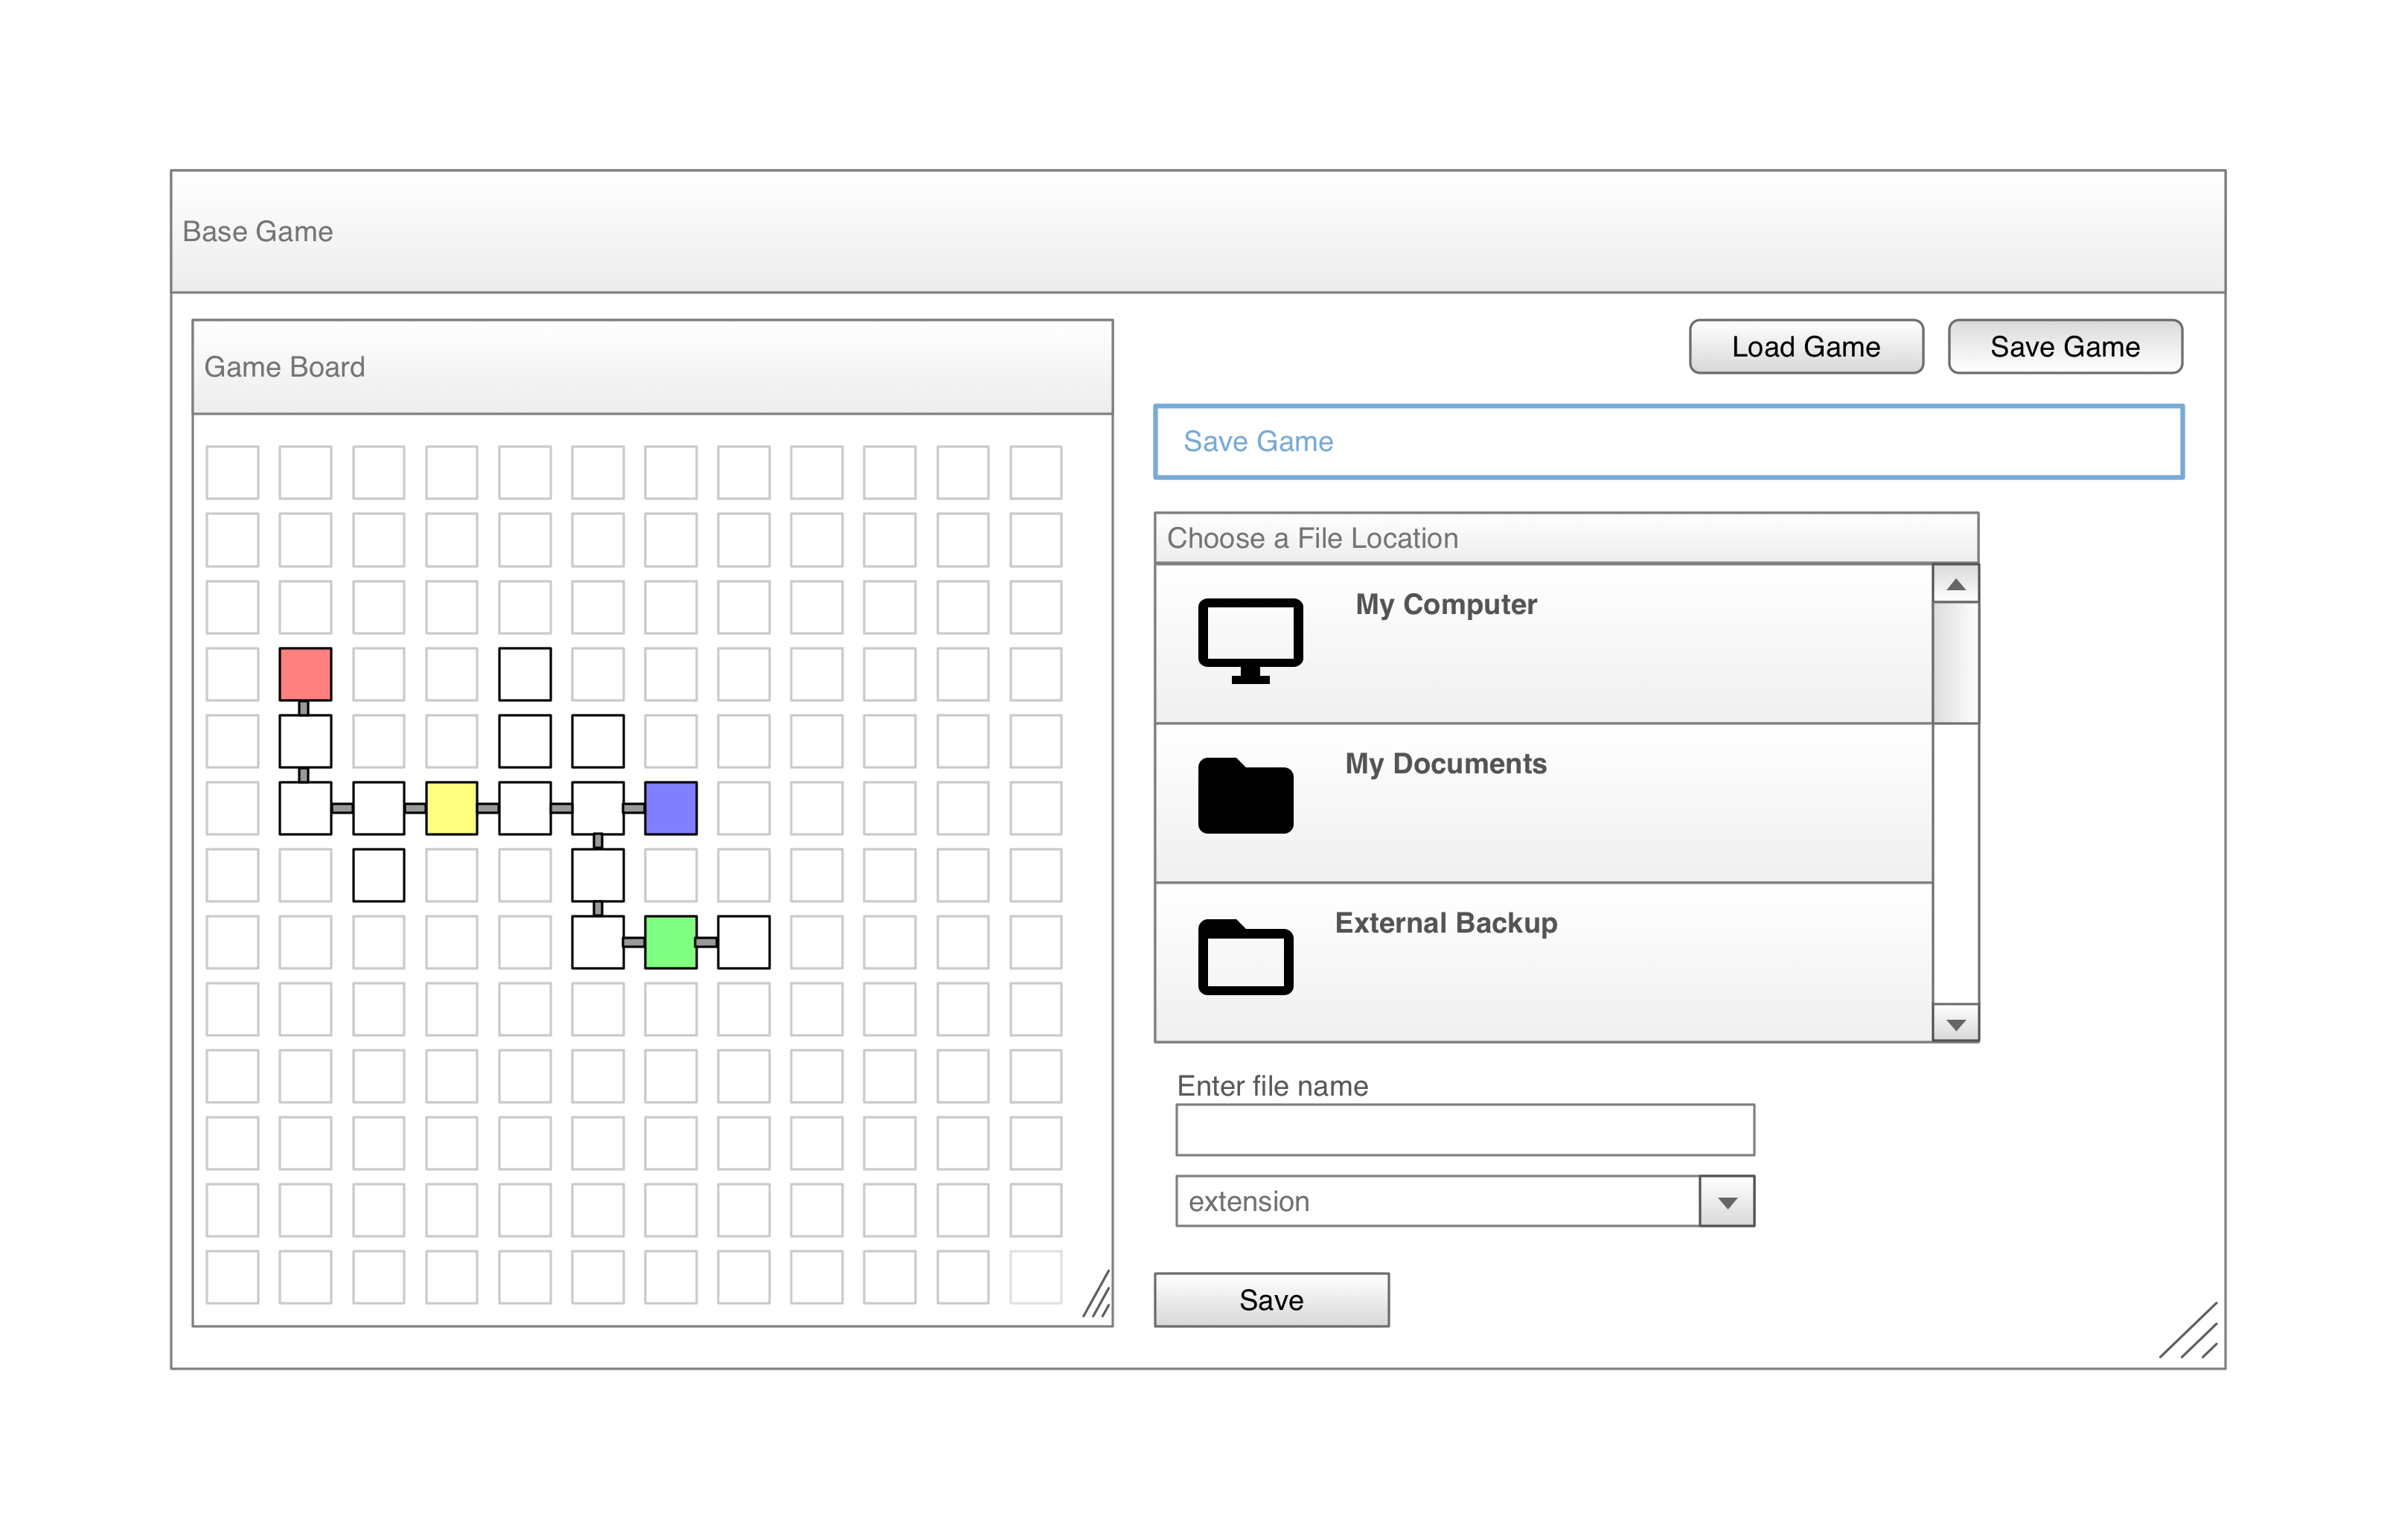 Base Game
Game Board
Load Game
Save Game
Save Game
Choose a File Location
My Computer
My Documents
External Backup
Enter file name
extension
Save